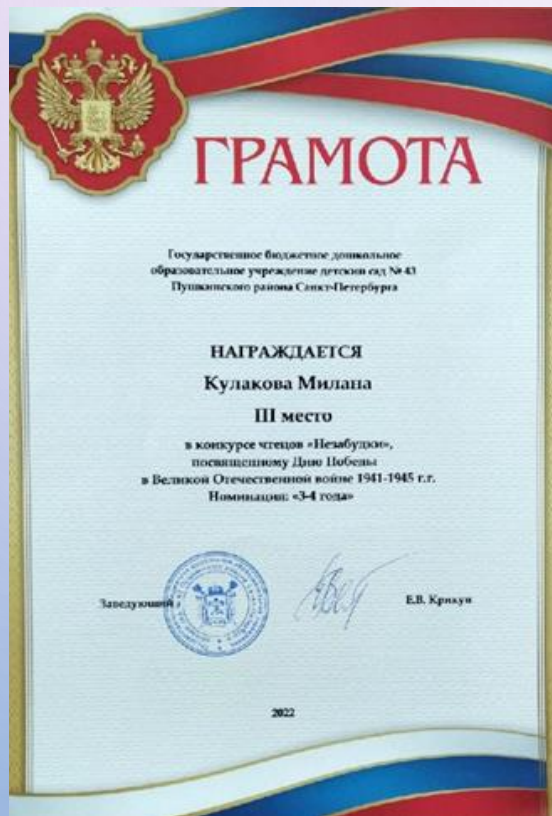 ГРАМОТА
Государственное бюджетное дошкольное
образовательное учреждение детский сад № 43
Пушкинского района Санкт-Петербурга
НАГРАЖДАЕТСЯ
Кулакова Милана
III место
в конкурсе чтецов «Незабудки»,
посвященному Дню Победы
в Великой Отечественной войне 1941-1945 г.г.
Номинация: «3-4 года»
Заведующий
Е.В. Крикун
2022